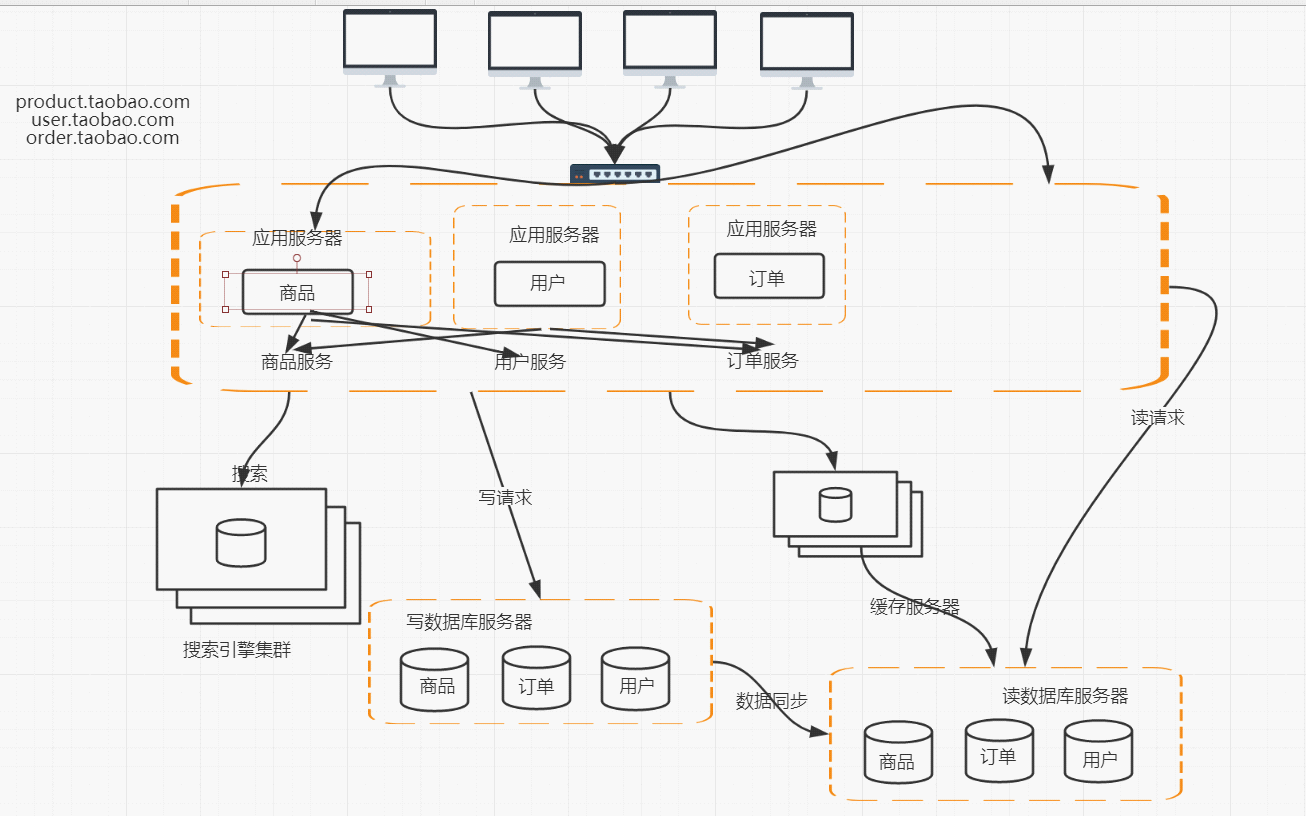 product.taobao.com
user.taobao.com
order.taobao.com
应用服务器
应用服务器
应用服务器
商品
用户
订单
商品服务
用户服务
订单服务
读请求
搜索
写请求
缓存服务器
写数据库服务器
搜索引擎集群
商品
订单
用户
数据同步
读数据库服务器
商品
订单
用户